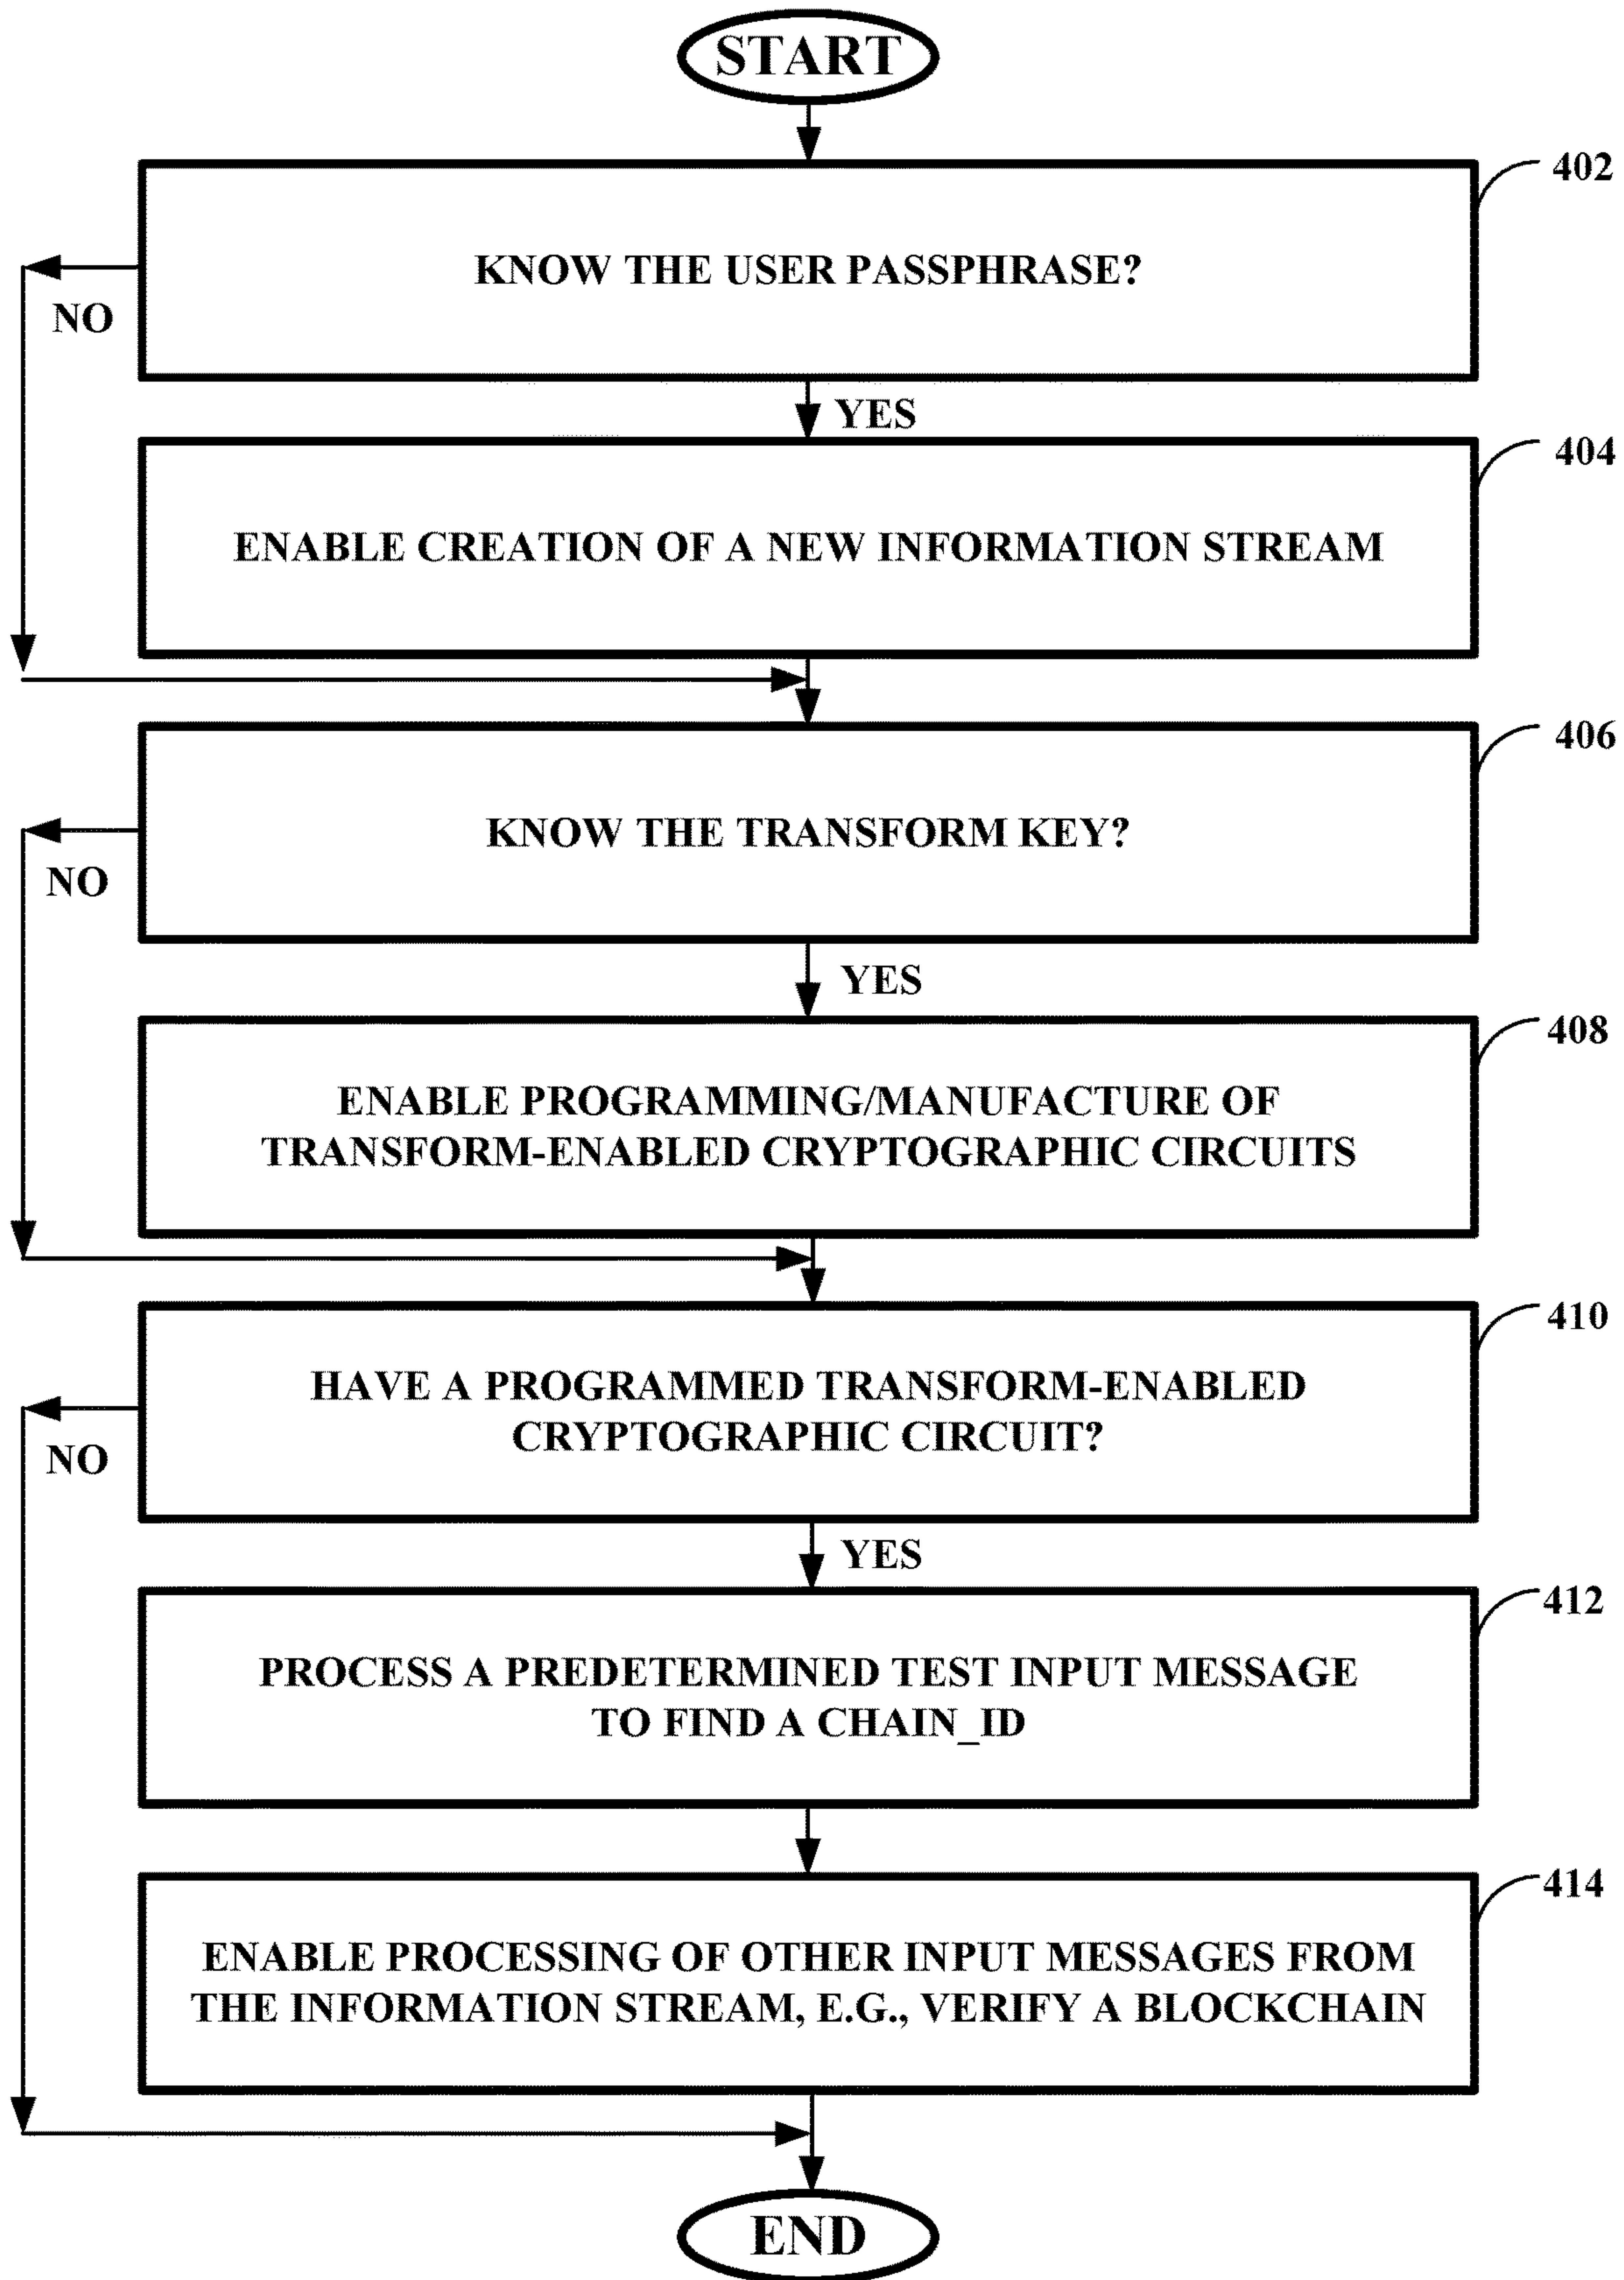 START
402
KNOW THE USER PASSPHRASE?
NO
YES
404
ENABLE CREATION OF A NEW INFORMATION STREAM
406
KNOW THE TRANSFORM KEY?
NO
YES
408
ENABLE PROGRAMMING/MANUFACTURE OF
TRANSFORM-ENABLED CRYPTOGRAPHIC CIRCUITS
410
HAVE A PROGRAMMED TRANSFORM-ENABLED
CRYPTOGRAPHIC CIRCUIT?
NO
YES
412
PROCESS A PREDETERMINED TEST INPUT MESSAGE
TO FIND A CHAIN_ID
414
ENABLE PROCESSING OF OTHER INPUT MESSAGES FROM
THE INFORMATION STREAM, E.G., VERIFY A BLOCKCHAIN
END